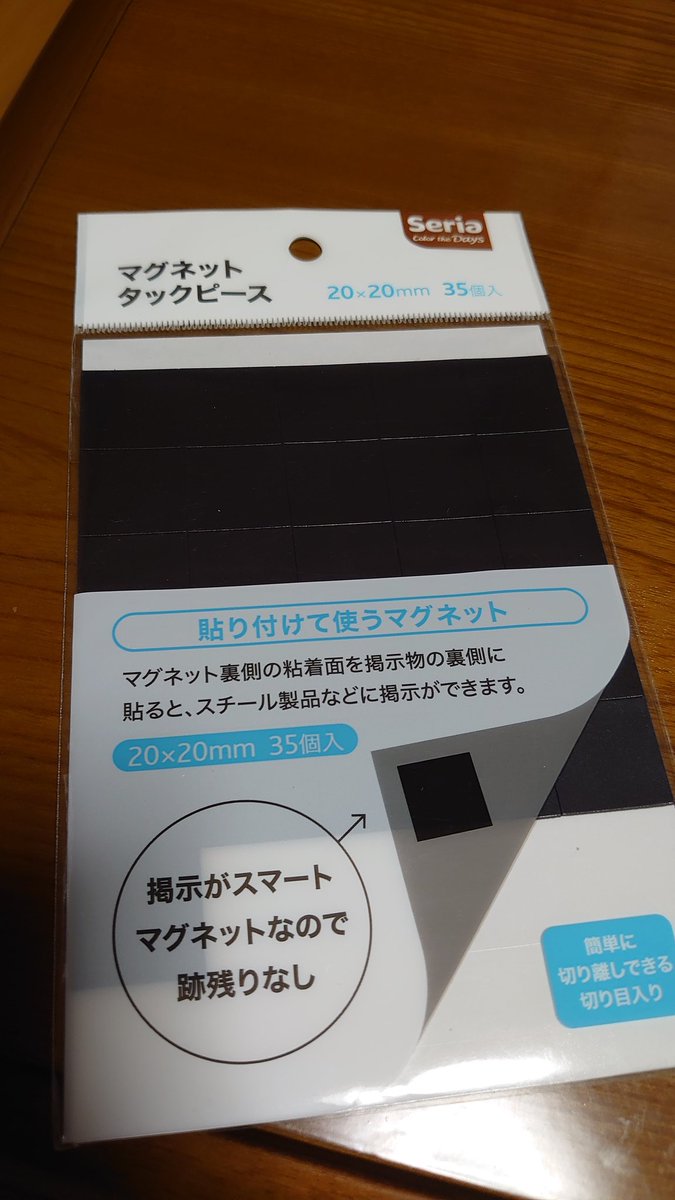 Seria
Color the Days
マグネット
タックピース
20×20mm 35個入
貼り付けて使うマグネット
マグネット裏側の粘着面を掲示物の裏側に
貼ると、スチール製品などに掲示ができます。
20×20mm 35個入
掲示がスマート
マグネットなので
跡残りなし
簡単に
切り離しできる
切り目入り